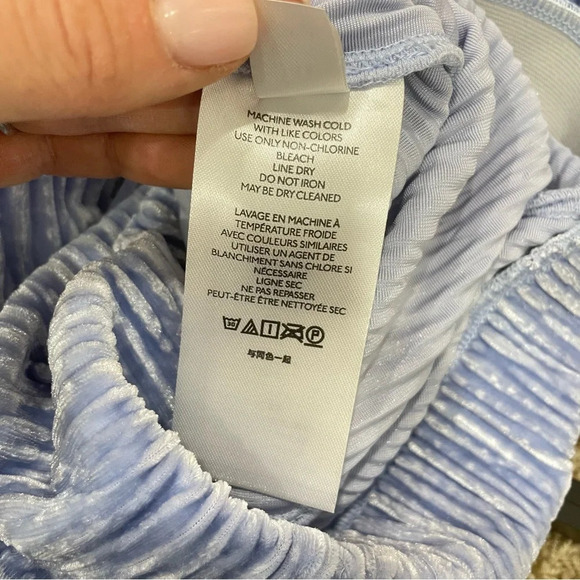 MACHINE WASH COLD
WITH LIKE COLORS
USE ONLY NON-CHLORINE
BLEACH
LINE DRY
DO NOT IRON
MAY BE DRY CLEANED
LAVAGE EN MACHINE À
TEMPÉRATURE FROIDE
AVEC COULEURS SIMILAIRES
UTILISER UN AGENT DE
BLANCHIMENT SANS CHLORE SI
NÉCESSAIRE
LIGNE SEC
NE PAS REPASSER
PEUT-ÊTRE ÊTRE NETTOYÉE SEC
30 P
与同色一起